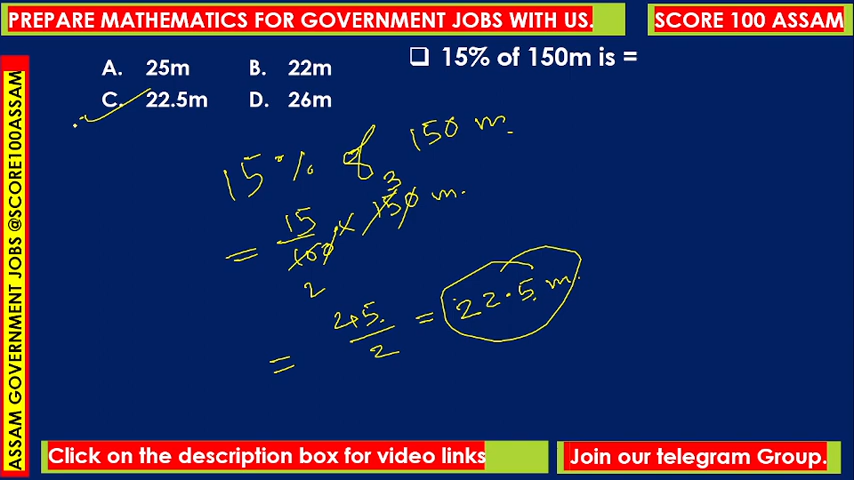 PREPARE MATHEMATICS FOR GOVERNMENT JOBS WITH US.
SCORE 100 ASSAM
ASSAM GOVERNMENT JOBS @SCORE100ASSAM
15% of 150m is =
A. 25m B. 22m
C. 22.5m D. 26m
15% of 150 m.
3
= 15/100 × 150 m.
2
= 45/2 = 22.5 m.
Click on the description box for video links
Join our telegram Group.